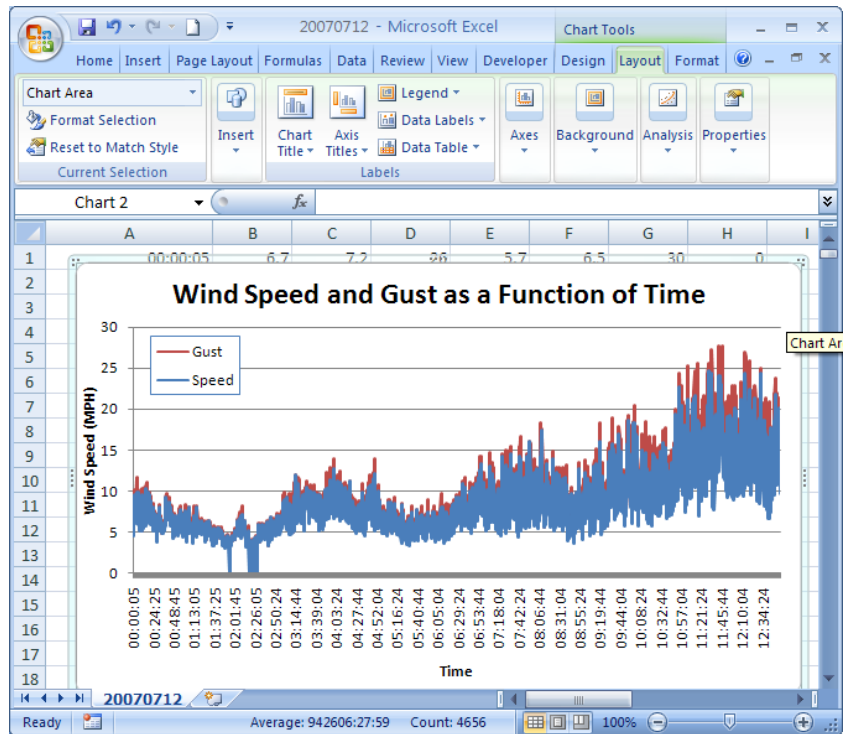 20070712 - Microsoft Excel
Chart Tools
Home Insert Page Layout Formulas Data Review View Developer Design Layout Format
Chart Area
Format Selection
Reset to Match Style
Current Selection
Insert
Chart Title
Axis Titles
Legend
Data Labels
Data Table
Labels
Axes
Background
Analysis
Properties
Chart 2
fx
A B C D E F G H I
1 00:00:05 6.7 7.2 26 5.7 6.5 30 0
2
3
4
5
6
7
8
9
10
11
12
13
14
15
16
17
18
Wind Speed and Gust as a Function of Time
Chart Ar
Gust
Speed
Wind Speed (MPH)
30
25
20
15
10
5
0
00:00:05
00:24:25
00:48:45
01:13:05
01:37:25
02:01:45
02:26:05
02:50:24
03:14:44
03:39:04
04:03:24
04:27:44
04:52:04
05:16:24
05:40:44
06:05:04
06:29:24
06:53:44
07:18:04
07:42:24
08:06:44
08:31:04
08:55:24
09:19:44
09:44:04
10:08:24
10:32:44
10:57:04
11:21:24
11:45:44
12:10:04
12:34:24
Time
20070712
Ready
Average: 942606:27:59
Count: 4656
100%